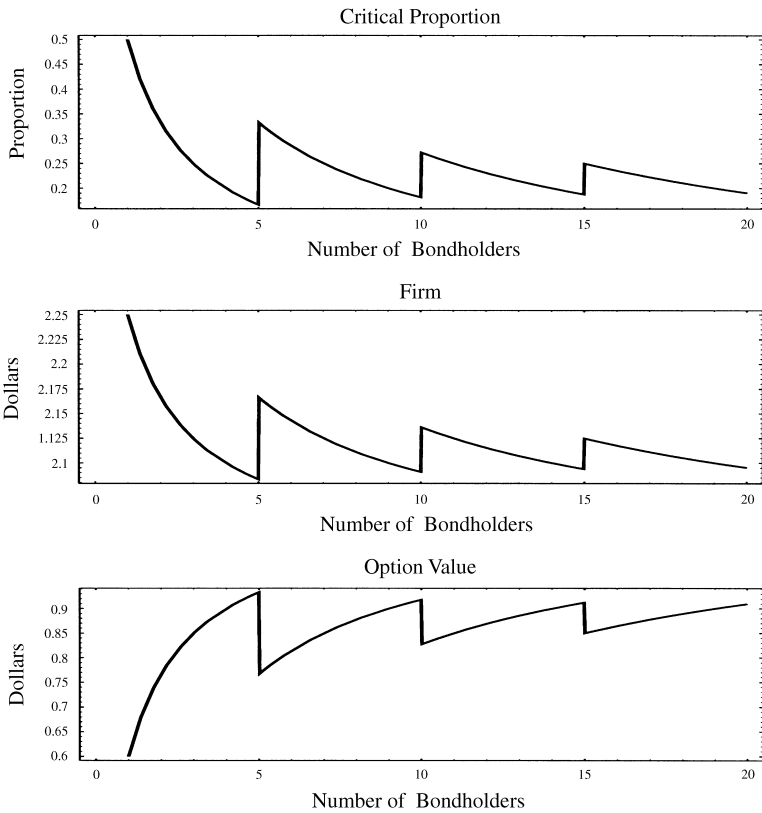 Critical Proportion
0.5
0.45
0.4
0.35
0.3
0.25
0.2
Proportion
0 5 10 15 20
Number of Bondholders
Firm
2.25
2.225
2.2
2.175
2.15
1.125
2.1
Dollars
0 5 10 15 20
Number of Bondholders
Option Value
0.9
0.85
0.8
0.75
0.7
0.65
0.6
Dollars
0 5 10 15 20
Number of Bondholders